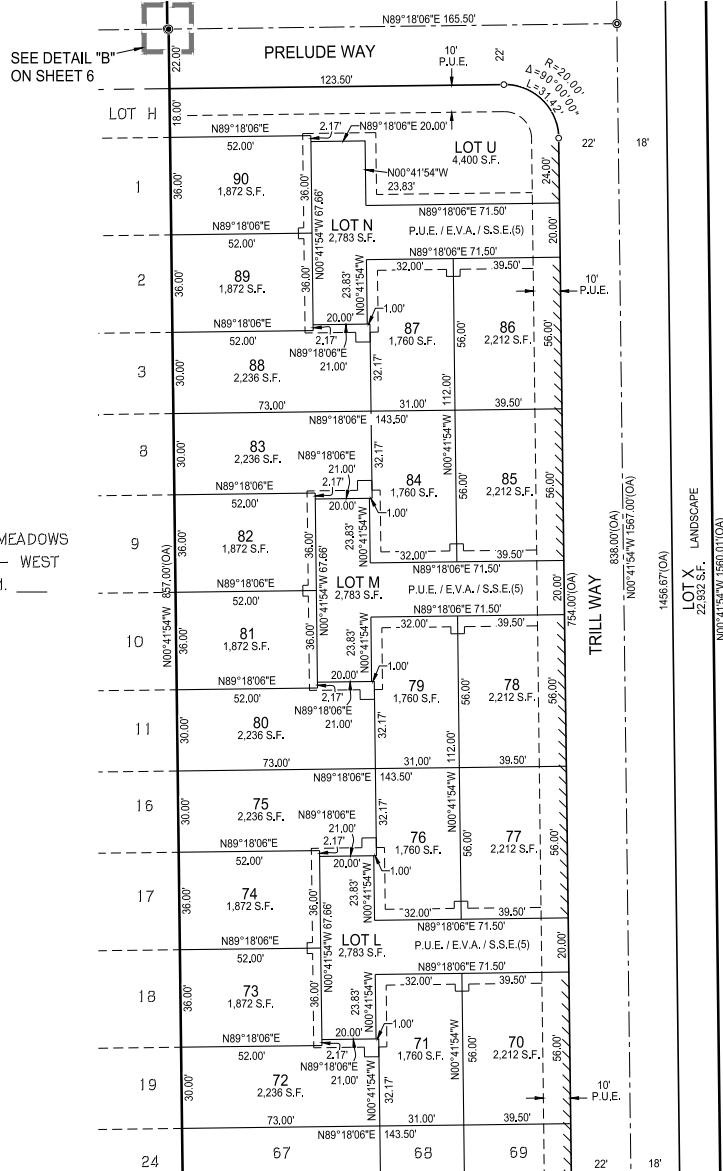 N89°18'06"E 165.50'
SEE DETAIL "B"
ON SHEET 6
22.00'
PRELUDE WAY
10'
P.U.E.
22'
R=20.00'
Δ=90°00'00"
L=31.42'
123.50'
LOT H
18.00'
N89°18'06"E
52.00'
2.17'
N89°18'06"E 20.00'
LOT U
4,400 S.F.
22'
18'
24.00'
1
36.00'
90
1,872 S.F.
36.00'
N00°41'54"W 67.66'
N00°41'54"W
23.83'
N89°18'06"E 71.50'
LOT N
2,783 S.F.
P.U.E. / E.V.A. / S.S.E.(5)
20.00'
N89°18'06"E
52.00'
N89°18'06"E 71.50'
32.00'
39.50'
10'
P.U.E.
2
36.00'
89
1,872 S.F.
36.00'
23.83'
N00°41'54"W
20.00'
1.00'
87
1,760 S.F.
86
2,212 S.F.
56.00'
56.00'
N89°18'06"E
52.00'
2.17'
N89°18'06"E
21.00'
3
30.00'
88
2,236 S.F.
32.17'
N00°41'54"W 112.00'
73.00'
31.00'
39.50'
N89°18'06"E 143.50'
8
30.00'
83
2,236 S.F.
N89°18'06"E
21.00'
32.17'
2.17'
84
1,760 S.F.
85
2,212 S.F.
56.00'
56.00'
N89°18'06"E
52.00'
20.00'
1.00'
9
36.00'
82
1,872 S.F.
36.00'
N00°41'54"W 67.66'
23.83'
N00°41'54"W
32.00'
39.50'
N89°18'06"E 71.50'
MEADOWS
WEST
N00°41'54"W 857.00'(OA)
N89°18'06"E
52.00'
LOT M
2,783 S.F.
P.U.E. / E.V.A. / S.S.E.(5)
20.00'
754.00'(OA)
TRILL WAY
838.00'(OA)
N00°41'54"W 1567.00'(OA)
1456.67'(OA)
LOT X LANDSCAPE
22,932 S.F.
N00°41'54"W 1560.01'(OA)
10
36.00'
81
1,872 S.F.
36.00'
N89°18'06"E 71.50'
32.00'
39.50'
23.83'
N00°41'54"W
20.00'
1.00'
79
1,760 S.F.
78
2,212 S.F.
56.00'
56.00'
N89°18'06"E
52.00'
2.17'
N89°18'06"E
21.00'
11
30.00'
80
2,236 S.F.
32.17'
N00°41'54"W 112.00'
73.00'
31.00'
39.50'
N89°18'06"E 143.50'
16
30.00'
75
2,236 S.F.
N89°18'06"E
21.00'
32.17'
2.17'
76
1,760 S.F.
77
2,212 S.F.
56.00'
56.00'
N89°18'06"E
52.00'
20.00'
1.00'
17
36.00'
74
1,872 S.F.
36.00'
N00°41'54"W 67.66'
23.83'
N00°41'54"W
32.00'
39.50'
N89°18'06"E 71.50'
N89°18'06"E
52.00'
LOT L
2,783 S.F.
P.U.E. / E.V.A. / S.S.E.(5)
20.00'
18
36.00'
73
1,872 S.F.
36.00'
N89°18'06"E 71.50'
32.00'
39.50'
23.83'
N00°41'54"W
20.00'
1.00'
71
1,760 S.F.
70
2,212 S.F.
56.00'
56.00'
N00°41'54"W
N89°18'06"E
52.00'
2.17'
N89°18'06"E
21.00'
19
30.00'
72
2,236 S.F.
N00°41'54"W
32.17'
10'
P.U.E.
73.00'
31.00'
39.50'
N89°18'06"E 143.50'
24
67
68
69
22'
18'